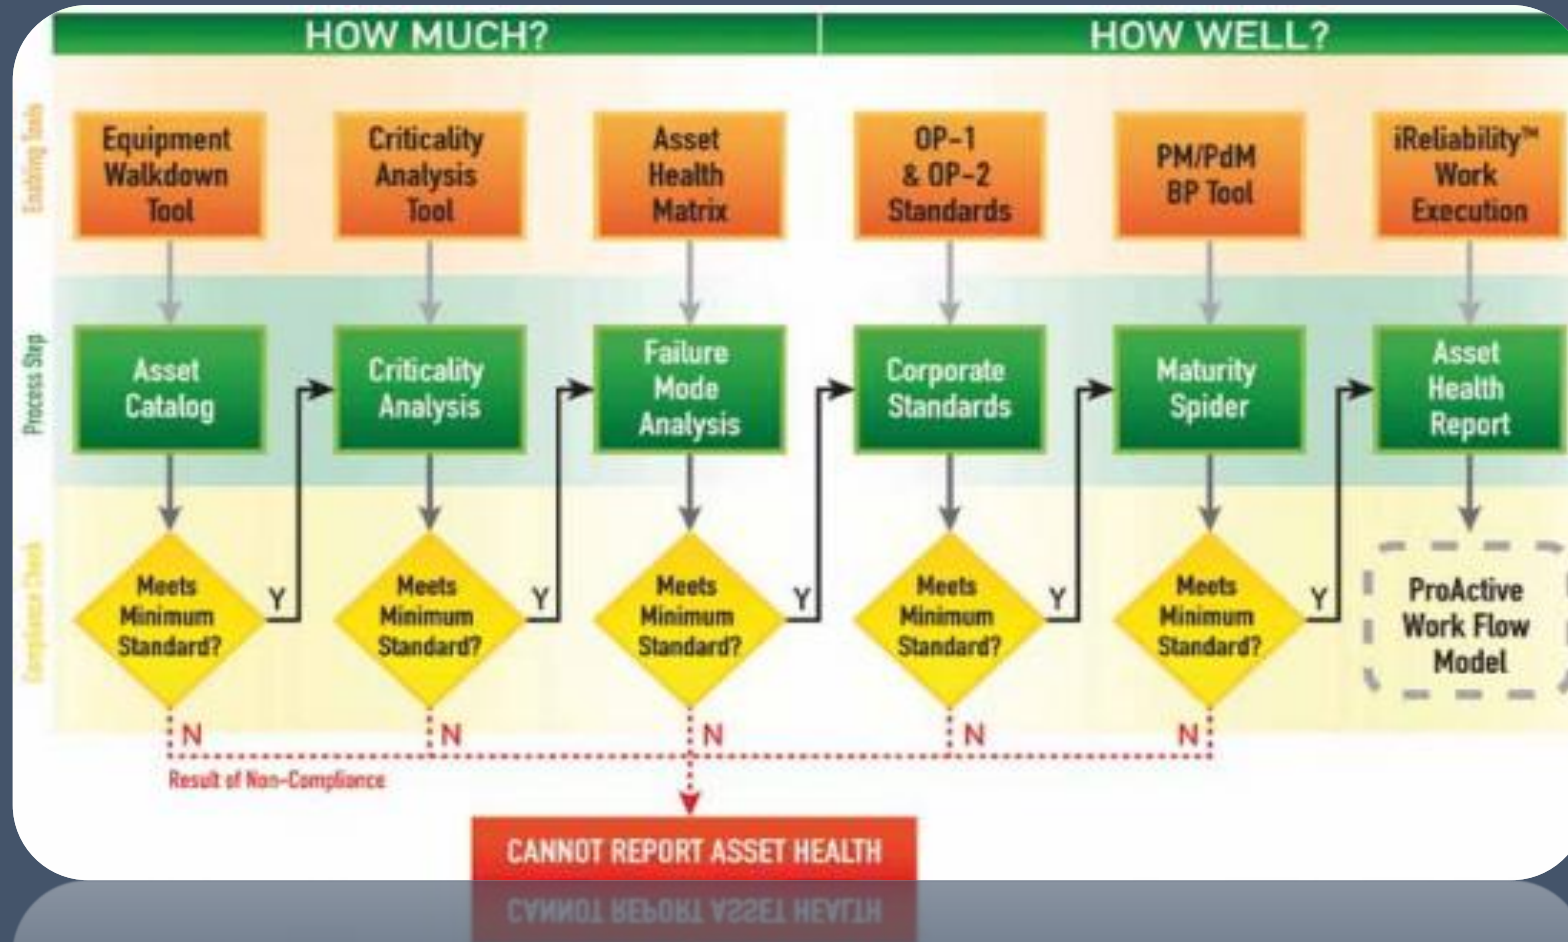 HOW MUCH?
HOW WELL?
Enabling Tools
Equipment
Walkdown
Tool
Criticality
Analysis
Tool
Asset
Health
Matrix
OP-1
& OP-2
Standards
PM/PdM
BP Tool
iReliability™
Work
Execution
Process Step
Asset
Catalog
Criticality
Analysis
Failure
Mode
Analysis
Corporate
Standards
Maturity
Spider
Asset
Health
Report
Compliance Check
Meets
Minimum
Standard?
Y
Meets
Minimum
Standard?
Y
Meets
Minimum
Standard?
Y
Meets
Minimum
Standard?
Y
Meets
Minimum
Standard?
Y
ProActive
Work Flow
Model
N
N
N
N
N
Result of Non-Compliance
CANNOT REPORT ASSET HEALTH
CANNOT REPORT ASSET HEALTH